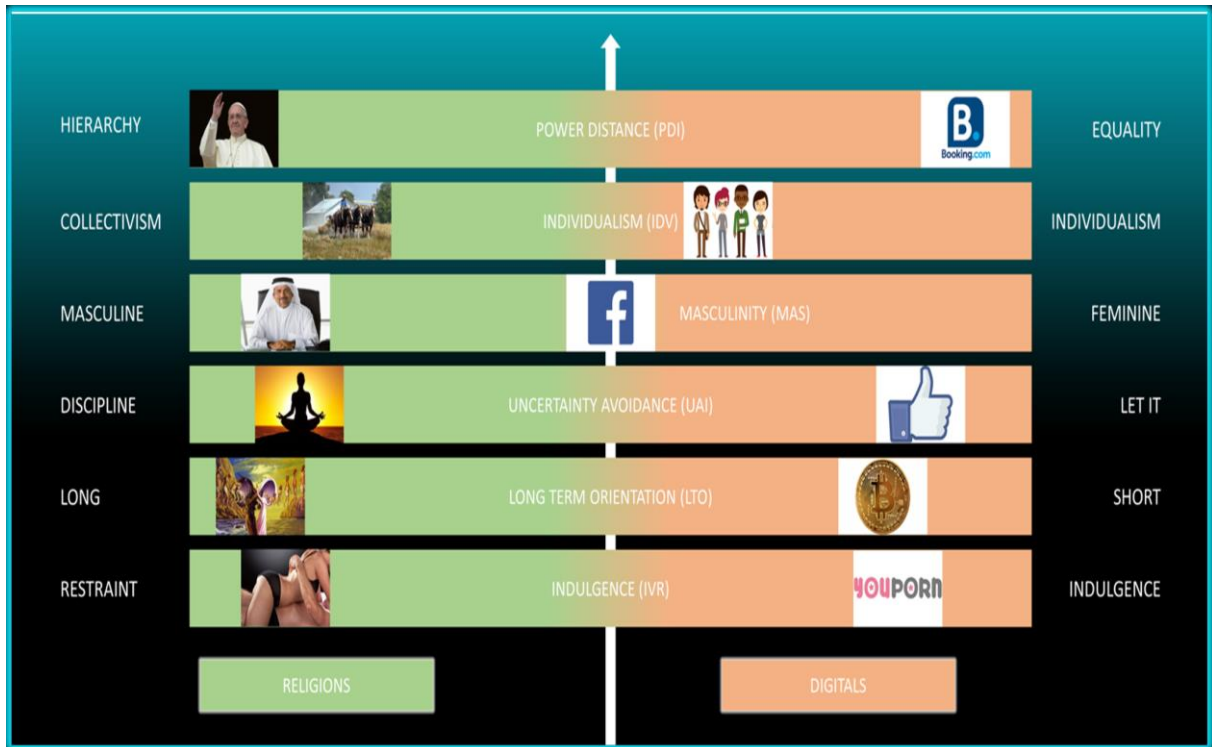 HIERARCHY
POWER DISTANCE (PDI)
B.
Booking.com
EQUALITY
COLLECTIVISM
INDIVIDUALISM (IDV)
INDIVIDUALISM
MASCULINE
f
MASCULINITY (MAS)
FEMININE
DISCIPLINE
UNCERTAINTY AVOIDANCE (UAI)
LET IT
LONG
LONG TERM ORIENTATION (LTO)
SHORT
RESTRAINT
INDULGENCE (IVR)
YOUPORN
INDULGENCE
RELIGIONS
DIGITALS